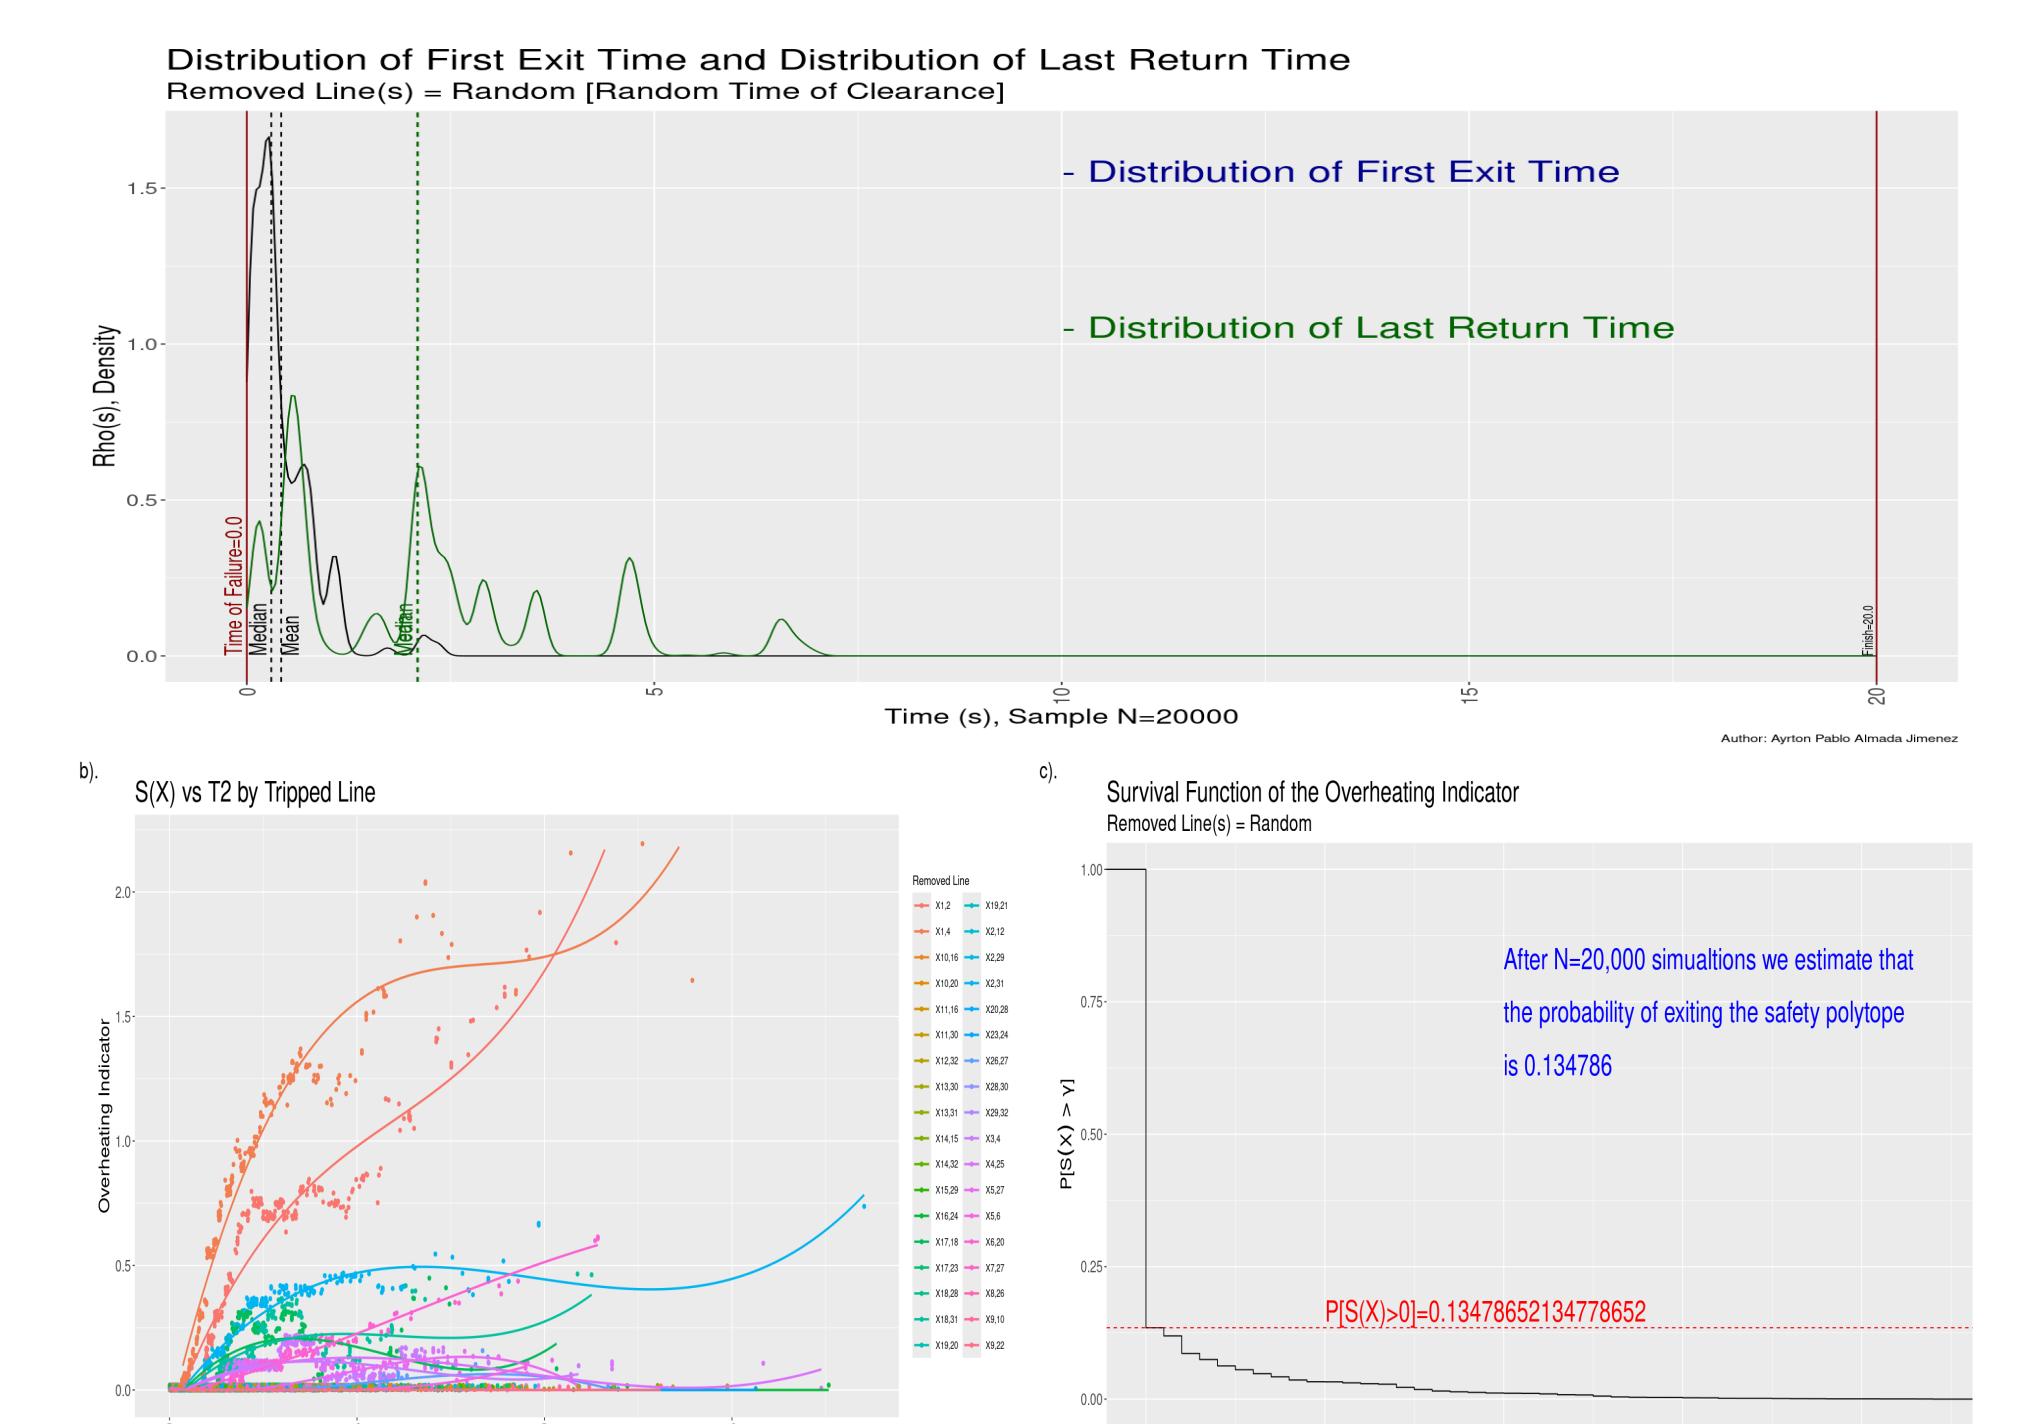 Distribution of First Exit Time and Distribution of Last Return Time
Removed Line(s) = Random [Random Time of Clearance]
- Distribution of First Exit Time
- Distribution of Last Return Time
Rho(s), Density
1.5
1.0
0.5
0.0
Time of Failure=0.0
Median
Mean
Median
Finish=20.0
0
5
10
15
20
Time (s), Sample N=20000
Author: Ayrton Pablo Almada Jimenez
b).
S(X) vs T2 by Tripped Line
Overheating Indicator
2.0
1.5
1.0
0.5
0.0
Removed Line
X1,2
X1,4
X10,16
X10,20
X11,16
X11,30
X12,32
X13,30
X13,31
X14,15
X14,32
X15,29
X16,24
X17,18
X17,23
X18,28
X18,31
X19,20
X19,21
X2,12
X2,29
X2,31
X20,28
X23,24
X26,27
X28,30
X29,32
X3,4
X4,25
X5,27
X5,6
X6,20
X7,27
X8,26
X9,10
X9,22
c).
Survival Function of the Overheating Indicator
Removed Line(s) = Random
P[S(X) > Y]
1.00
0.75
0.50
0.25
0.00
After N=20,000 simualtions we estimate that
the probability of exiting the safety polytope
is 0.134786
P[S(X)>0]=0.13478652134778652